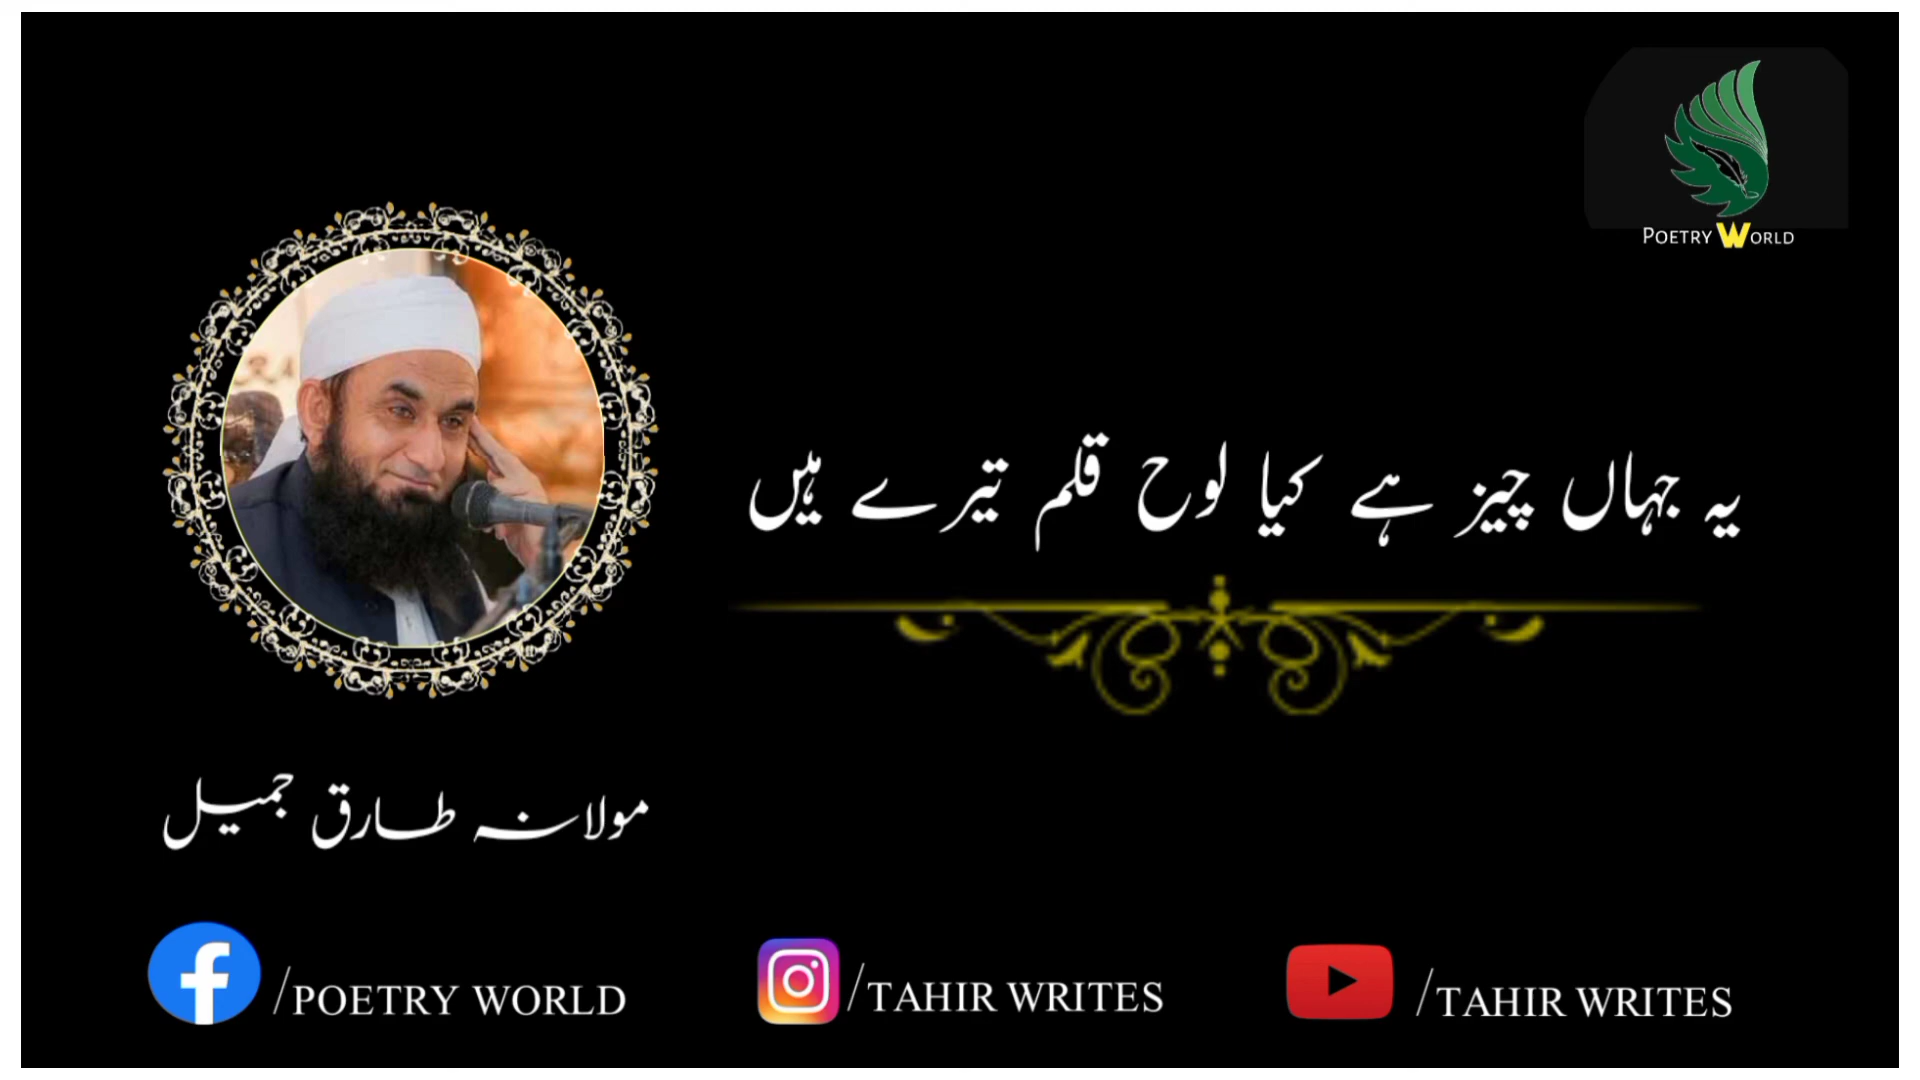 POETRY WORLD
یہ جہاں چیز ہے کیا لوح قلم تیرے ہیں
مولانہ طارق جمیل
/POETRY WORLD
/TAHIR WRITES
/TAHIR WRITES